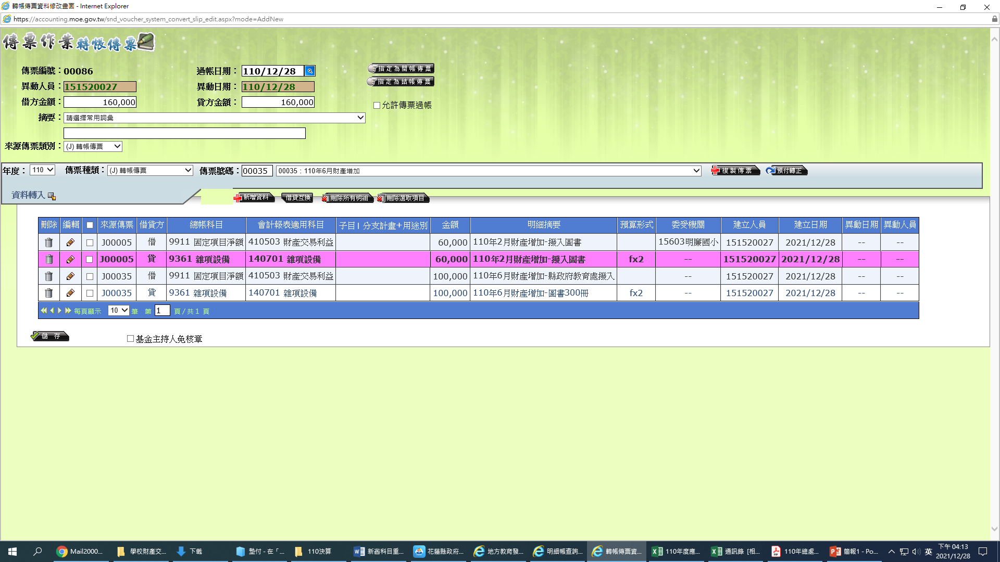 轉帳傳票資料修改畫面 - Internet Explorer
https://accounting.moe.gov.tw/snd_voucher_system_convert_slip_edit.aspx?mode=AddNew
傳票作業 轉帳傳票
傳票編號：00086 過帳日期：110/12/28 指定為開帳傳票
指定為結帳傳票
異動人員：151520027 異動日期：110/12/28
借方金額：160,000 貸方金額：160,000 允許傳票過帳
摘要：請選擇常用詞彙
來源傳票類別：(J) 轉帳傳票
年度：110 傳票種類：(J) 轉帳傳票 傳票號碼：00035 00035：110年6月財產增加 複製傳票 預付轉正
資料轉入 新增資料 借貸互換 刪除所有明細 刪除選取項目
刪除 編輯 來源傳票 借貸方 總帳科目 會計報表適用科目 子目| 分支計畫+用途別 金額 明細摘要 預算形式 委受機關 建立人員 建立日期 異動日期 異動人員
J00005 借 9911 固定項目淨額 410503 財產交易利益 60,000 110年2月財產增加-撥入圖書 15603明廉國小 151520027 2021/12/28 -- --
J00005 貸 9361 雜項設備 140701 雜項設備 60,000 110年2月財產增加-撥入圖書 fx2 -- 151520027 2021/12/28 -- --
J00035 借 9911 固定項目淨額 410503 財產交易利益 100,000 110年6月財產增加-縣政府教育處撥入 -- 151520027 2021/12/28 -- --
J00035 貸 9361 雜項設備 140701 雜項設備 100,000 110年6月財產增加-圖書300冊 fx2 -- 151520027 2021/12/28 -- --
每頁顯示 10 筆 第 1 頁 / 共 1 頁
儲 存 基金主持人免核章
Mail2000... 學校財產交... 下載 墊付 - 在「... 110決算 新舊科目重... 花蓮縣政府... 地方教育發... 明細帳查詢... 轉帳傳票資... 110年度應... 通訊錄 [相... 110年總處... 簡報1 - Po... 英 下午 04:13
2021/12/28